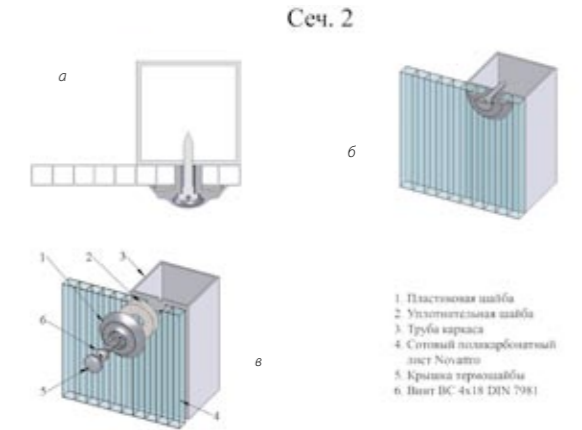 Сеч. 2
а
б
в
1
2
3
4
5
6
1. Пластиковая шайба
2. Уплотнительная шайба
3. Труба каркаса
4. Сотовый поликарбонатный
лист Novattro
5. Крышка термошайбы
6. Винт ВС 4х18 DIN 7981